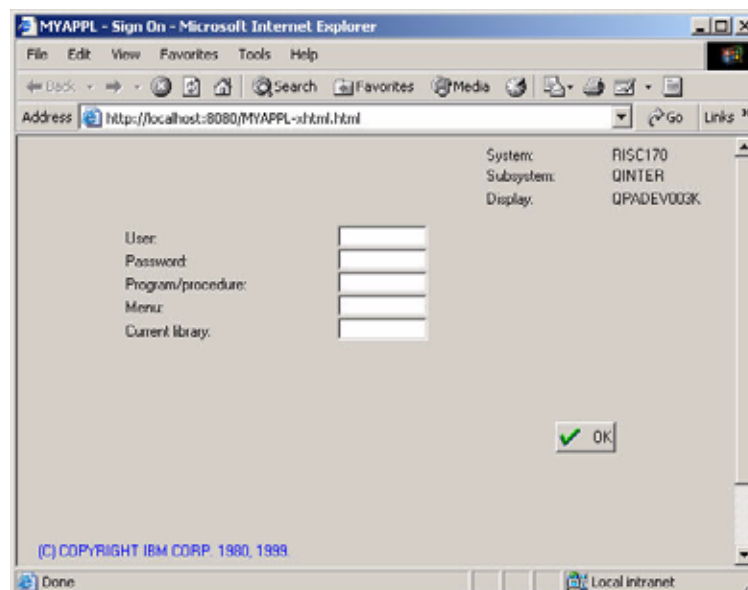 MYAPPL - Sign On - Microsoft Internet Explorer
File Edit View Favorites Tools Help
Back Search Favorites Media
Address http://localhost:8080/MYAPPL-xhtml.html Go Links »
System: RISC170
Subsystem: QINTER
Display: QPADEV003K
User:
Password:
Program/procedure:
Menu:
Current library:
OK
(C) COPYRIGHT IBM CORP. 1980, 1999.
Done Local intranet